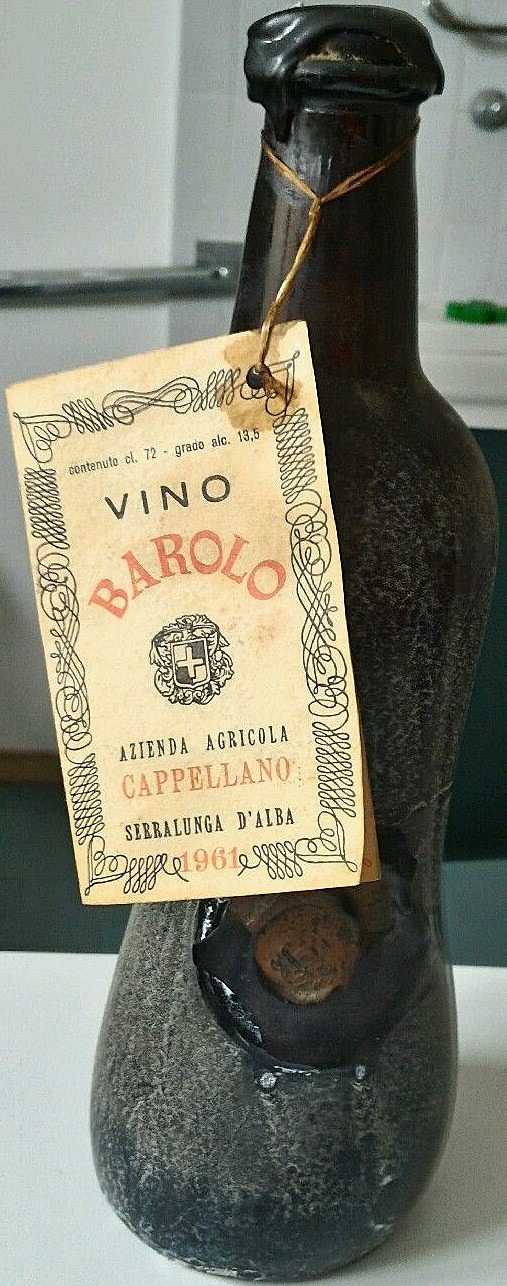 contenuto cl. 72 - grado alc. 13,5
VINO
BAROLO
AZIENDA AGRICOLA
CAPPELLANO
SERRALUNGA D'ALBA
1961